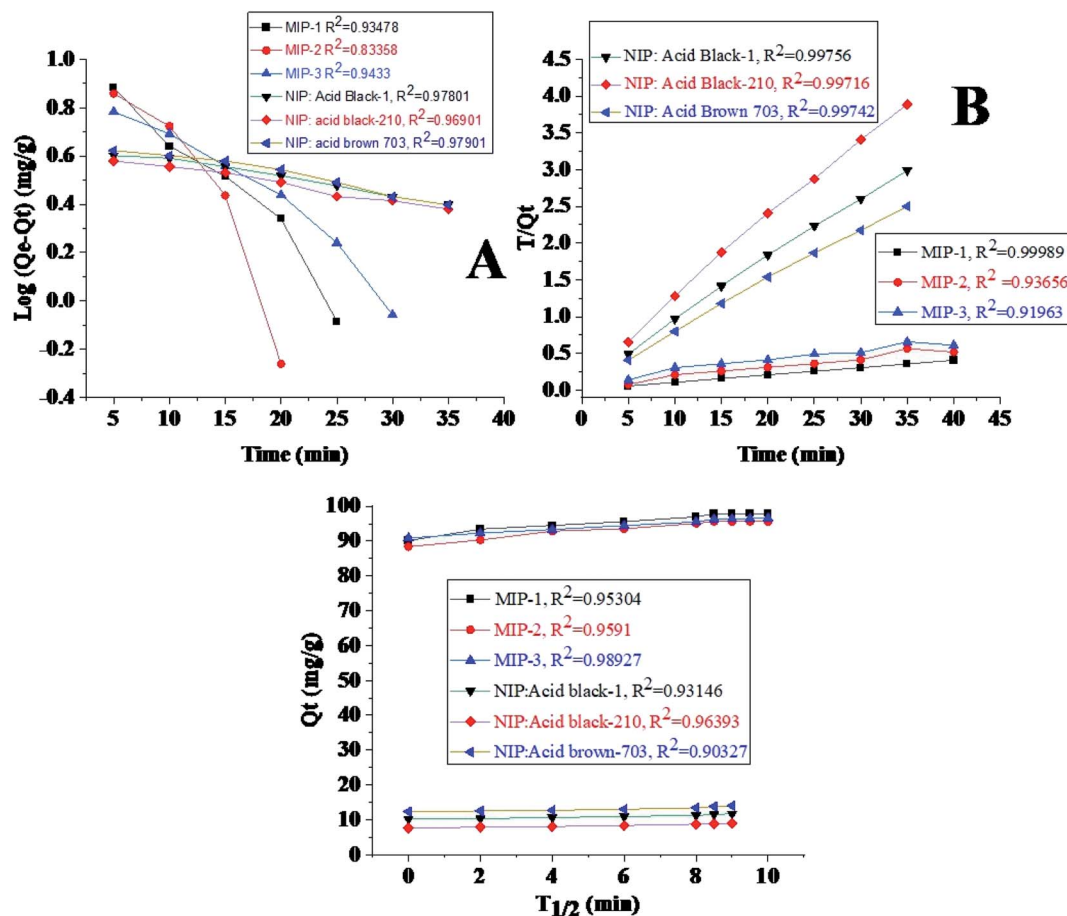 MIP-1 R²=0.93478
MIP-2 R²=0.83358
MIP-3 R²=0.9433
NIP: Acid Black-1, R²=0.97801
NIP: acid black-210, R²=0.96901
NIP: acid brown 703, R²=0.97901
1.0
0.8
0.6
0.4
0.2
0.0
-0.2
-0.4
Log (Qe-Qt) (mg/g)
A
5 10 15 20 25 30 35 40
Time (min)
NIP: Acid Black-1, R²=0.99756
NIP: Acid Black-210, R²=0.99716
NIP: Acid Brown 703, R²=0.99742
B
4.5
4.0
3.5
3.0
2.5
2.0
1.5
1.0
0.5
0.0
T/Qt
MIP-1, R²=0.99989
MIP-2, R²=0.93656
MIP-3, R²=0.91963
0 5 10 15 20 25 30 35 40 45
Time (min)
100
90
80
70
60
50
40
30
20
10
0
Qt (mg/g)
MIP-1, R²=0.95304
MIP-2, R²=0.9591
MIP-3, R²=0.98927
NIP:Acid black-1, R²=0.93146
NIP:Acid black-210, R²=0.96393
NIP:Acid brown-703, R²=0.90327
0 2 4 6 8 10
T1/2 (min)